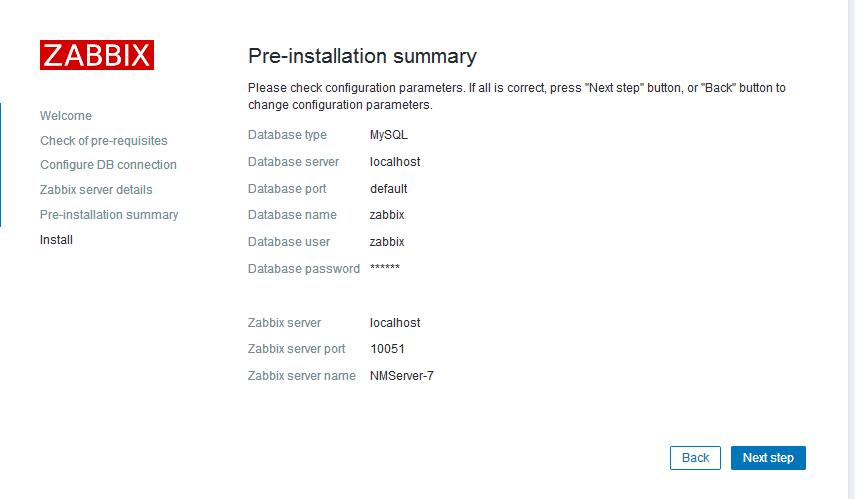 ZABBIX
Welcome
Check of pre-requisites
Configure DB connection
Zabbix server details
Pre-installation summary
Install
Pre-installation summary
Please check configuration parameters. If all is correct, press "Next step" button, or "Back" button to
change configuration parameters.
Database type MySQL
Database server localhost
Database port default
Database name zabbix
Database user zabbix
Database password ******
Zabbix server localhost
Zabbix server port 10051
Zabbix server name NMServer-7
Back Next step